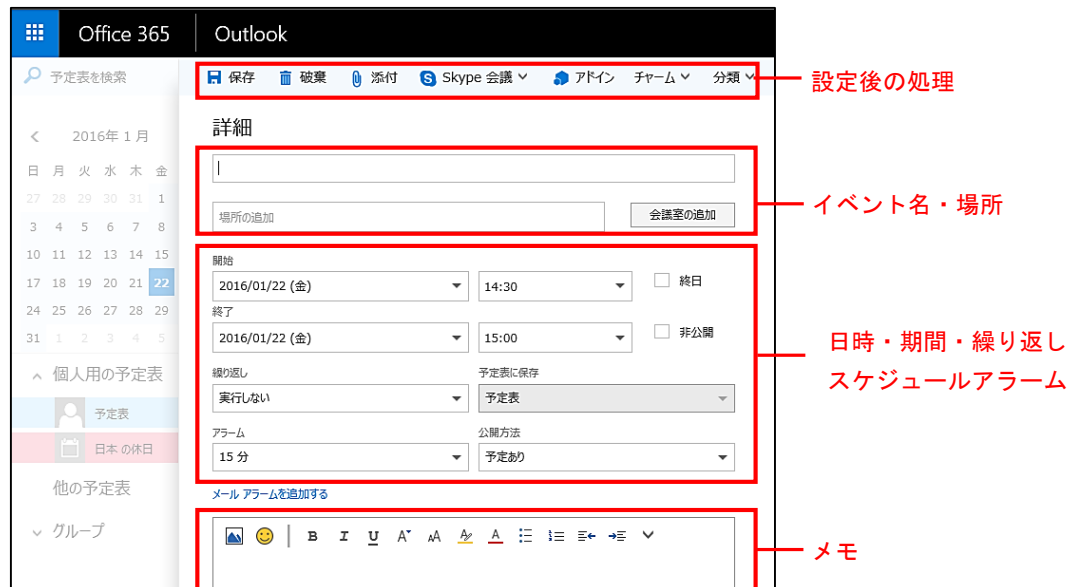 Office 365 Outlook
予定表を検索
保存 破棄 添付 Skype 会議 アドイン チャーム 分類
設定後の処理
詳細
2016年 1 月
日 月 火 水 木 金
27 28 29 30 31 1
3 4 5 6 7 8
10 11 12 13 14 15
17 18 19 20 21 22
24 25 26 27 28 29
31 1 2 3 4 5
個人用の予定表
予定表
日本 の休日
他の予定表
グループ
場所の追加 会議室の追加
イベント名・場所
開始
2016/01/22 (金) 14:30 終日
終了
2016/01/22 (金) 15:00 非公開
繰り返し 予定表に保存
実行しない 予定表
アラーム 公開方法
15 分 予定あり
日時・期間・繰り返し
スケジュールアラーム
メール アラームを追加する
B I U A AA A A
メモ